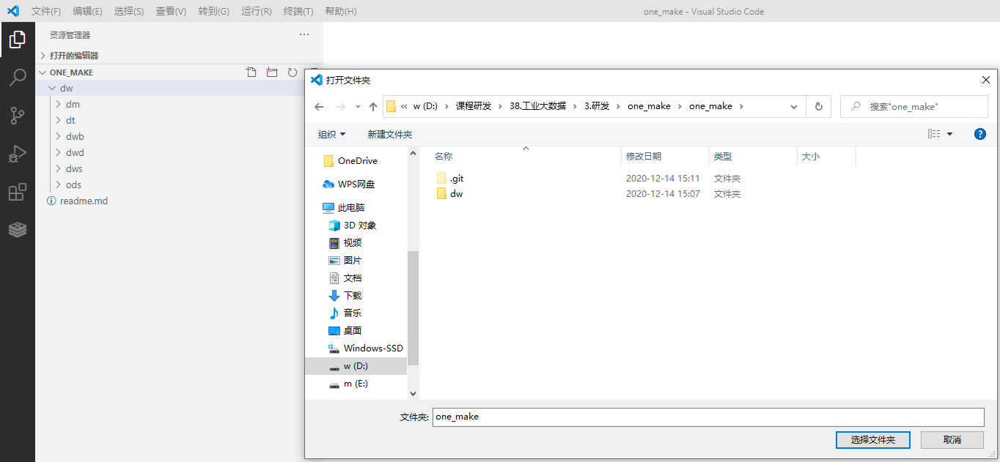 文件(F) 编辑(E) 选择(S) 查看(V) 转到(G) 运行(R) 终端(T) 帮助(H) one_make - Visual Studio Code
资源管理器 ···
打开的编辑器
ONE_MAKE
dw
dm
dt
dwb
dwd
dws
ods
readme.md
打开文件夹
« w (D:) › 课程研发 › 38.工业大数据 › 3.研发 › one_make › one_make ›
搜索"one_make"
组织 新建文件夹
名称 修改日期 类型 大小
.git 2020-12-14 15:11 文件夹
dw 2020-12-14 15:07 文件夹
OneDrive
WPS网盘
此电脑
3D 对象
视频
图片
文档
下载
音乐
桌面
Windows-SSD
w (D:)
m (E:)
文件夹: one_make
选择文件夹 取消